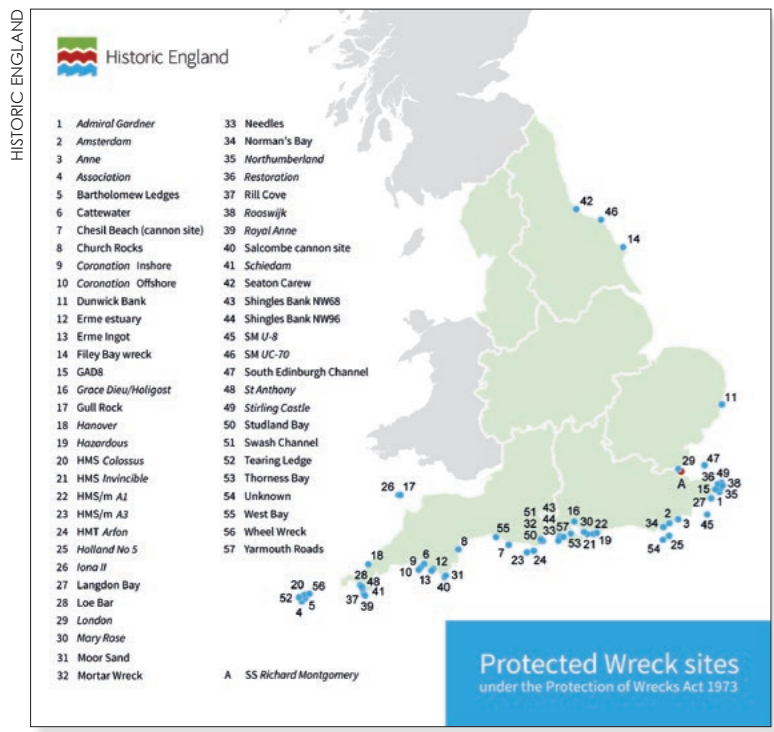 HISTORIC ENGLAND
Historic England
1 Admiral Gardner
2 Amsterdam
3 Anne
4 Association
5 Bartholomew Ledges
6 Cattewater
7 Chesil Beach (cannon site)
8 Church Rocks
9 Coronation Inshore
10 Coronation Offshore
11 Dunwick Bank
12 Erme estuary
13 Erme Ingot
14 Filey Bay wreck
15 GAD8
16 Grace Dieu/Holigost
17 Gull Rock
18 Hanover
19 Hazardous
20 HMS Colossus
21 HMS Invincible
22 HMS/m A1
23 HMS/m A3
24 HMT Arfon
25 Holland No 5
26 Iona II
27 Langdon Bay
28 Loe Bar
29 London
30 Mary Rose
31 Moor Sand
32 Mortar Wreck
33 Needles
34 Norman's Bay
35 Northumberland
36 Restoration
37 Rill Cove
38 Rooswijk
39 Royal Anne
40 Salcombe cannon site
41 Schiedam
42 Seaton Carew
43 Shingles Bank NW68
44 Shingles Bank NW96
45 SM U-8
46 SM UC-70
47 South Edinburgh Channel
48 St Anthony
49 Stirling Castle
50 Studland Bay
51 Swash Channel
52 Tearing Ledge
53 Thorness Bay
54 Unknown
55 West Bay
56 Wheel Wreck
57 Yarmouth Roads
A SS Richard Montgomery
42
46
14
11
29 47
A 36 49
15 38
35
27 1
26 17
45
51 43 16
32 44 30 22
50 33 57
53 21 19
2
34 3
54 25
55
7
23 24
8
18
9 6
10 12
13 31
40
28 48
41
37 39
20 56
52 5
4
Protected Wreck sites
under the Protection of Wrecks Act 1973